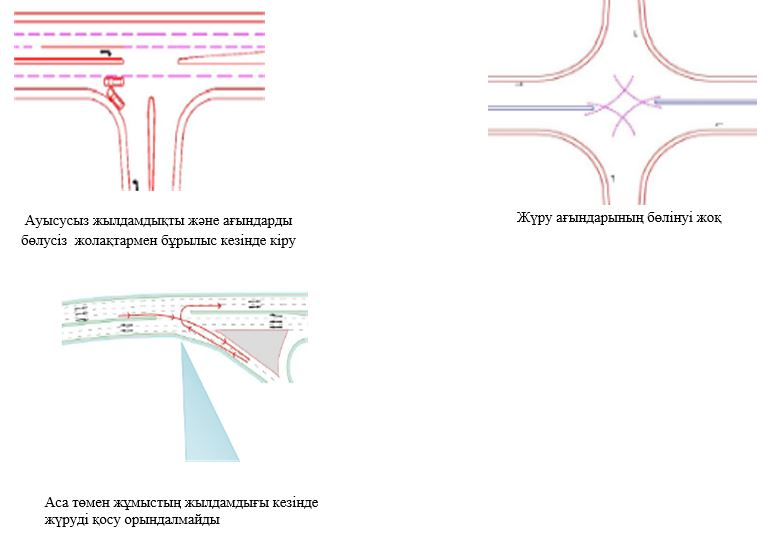 Ауысусыз жылдамдықты және ағындарды
бөлусіз жолақтармен бұрылыс кезінде кіру
Жүру ағындарының бөлінуі жоқ
Аса төмен жұмыстың жылдамдығы кезінде
жүруді қосу орындалмайды